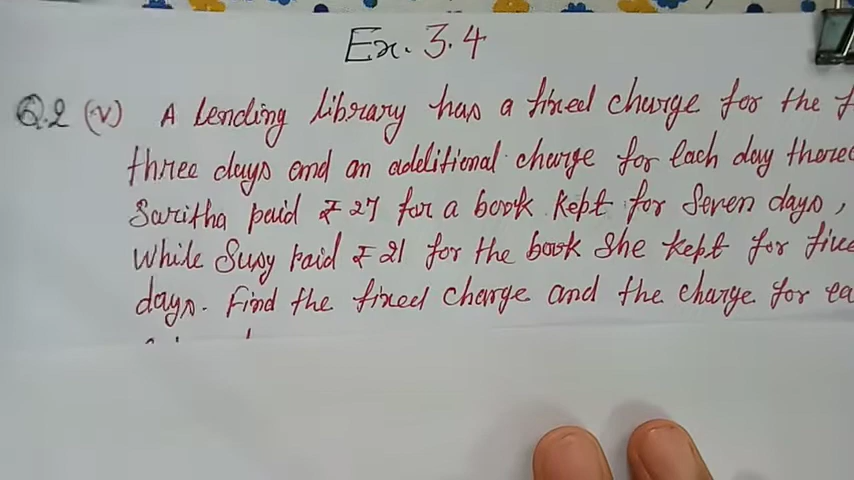 Ex. 3.4
Q.2 (v) A lending library has a fixed charge for the
three days and an additional charge for each day
Saritha paid ₹27 for a book kept for seven days,
while Susy paid ₹21 for the book she kept for five
days. Find the fixed charge and the charge for